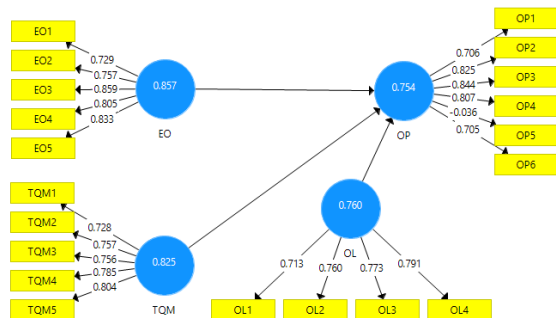 EO1
EO2
EO3
EO4
EO5
0.729
0.757
0.859
0.805
0.833
0.857
EO
TQM1
TQM2
TQM3
TQM4
TQM5
0.728
0.757
0.756
0.785
0.804
0.825
TQM
0.754
OP
0.706
0.825
0.844
0.807
-0.036
0.705
OP1
OP2
OP3
OP4
OP5
OP6
0.760
OL
0.713
0.760
0.773
0.791
OL1
OL2
OL3
OL4